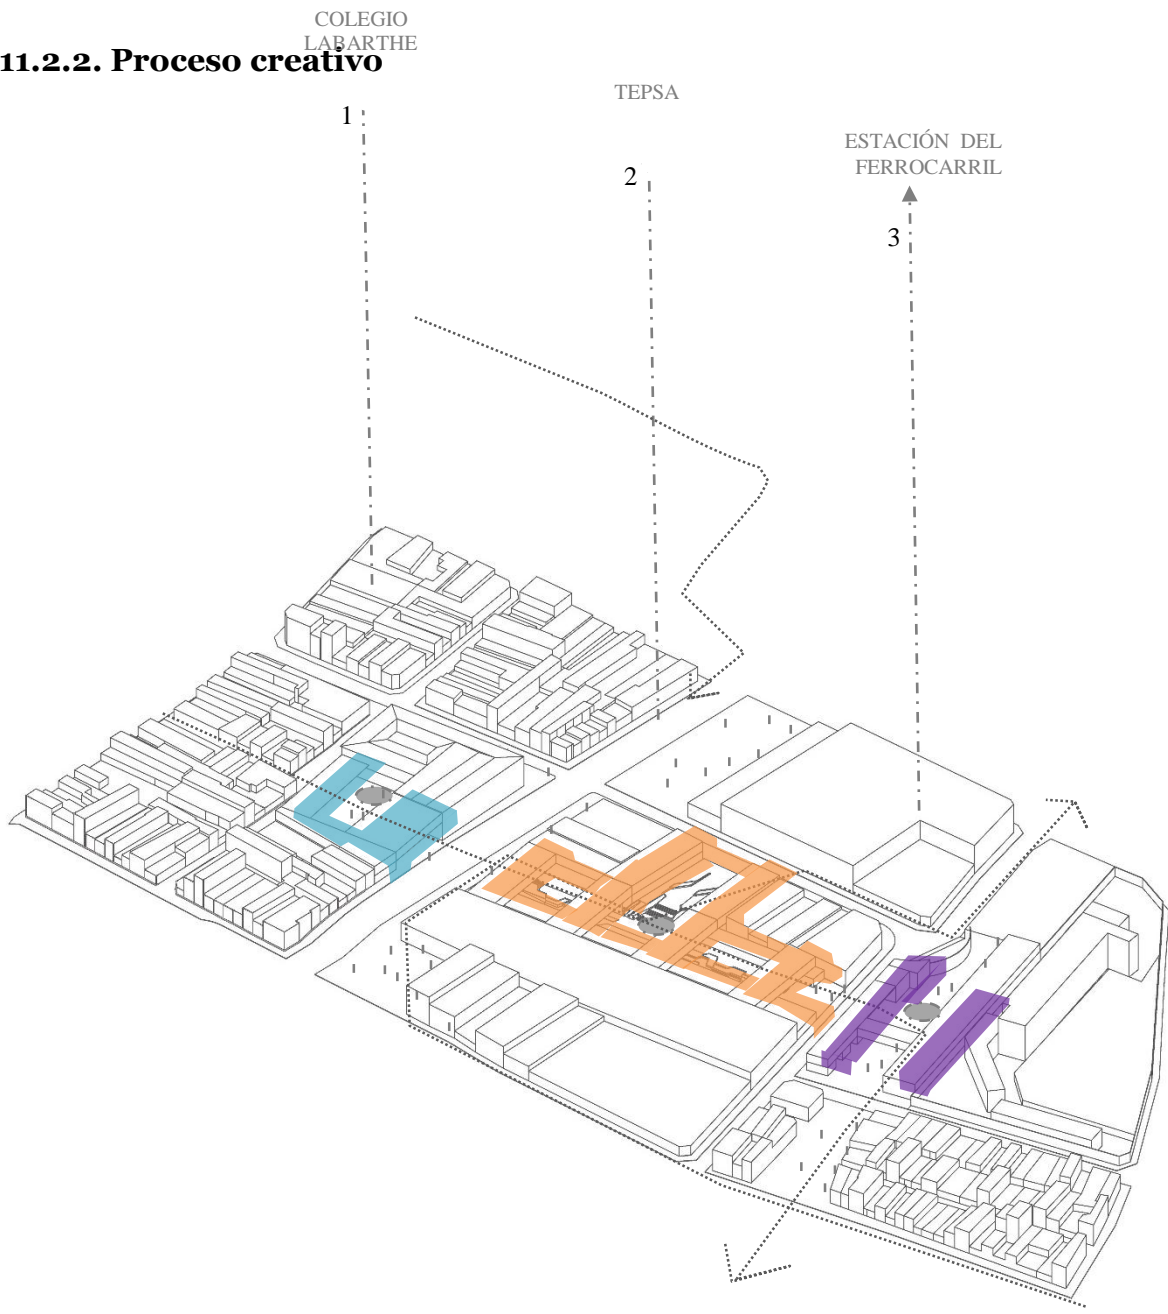 COLEGIO
LABARTHE
11.2.2. Proceso creativo
TEPSA
1
ESTACIÓN DEL
FERROCARRIL
2
3